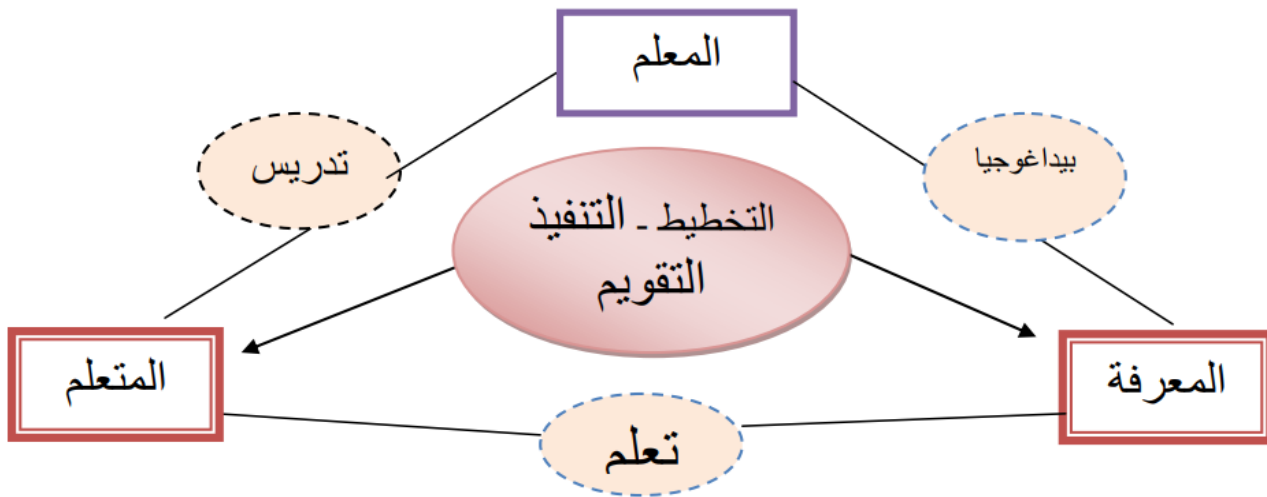 المعلم
بيداغوجيا
تدريس
التخطيط - التنفيذ
التقويم
المعرفة
المتعلم
تعلم